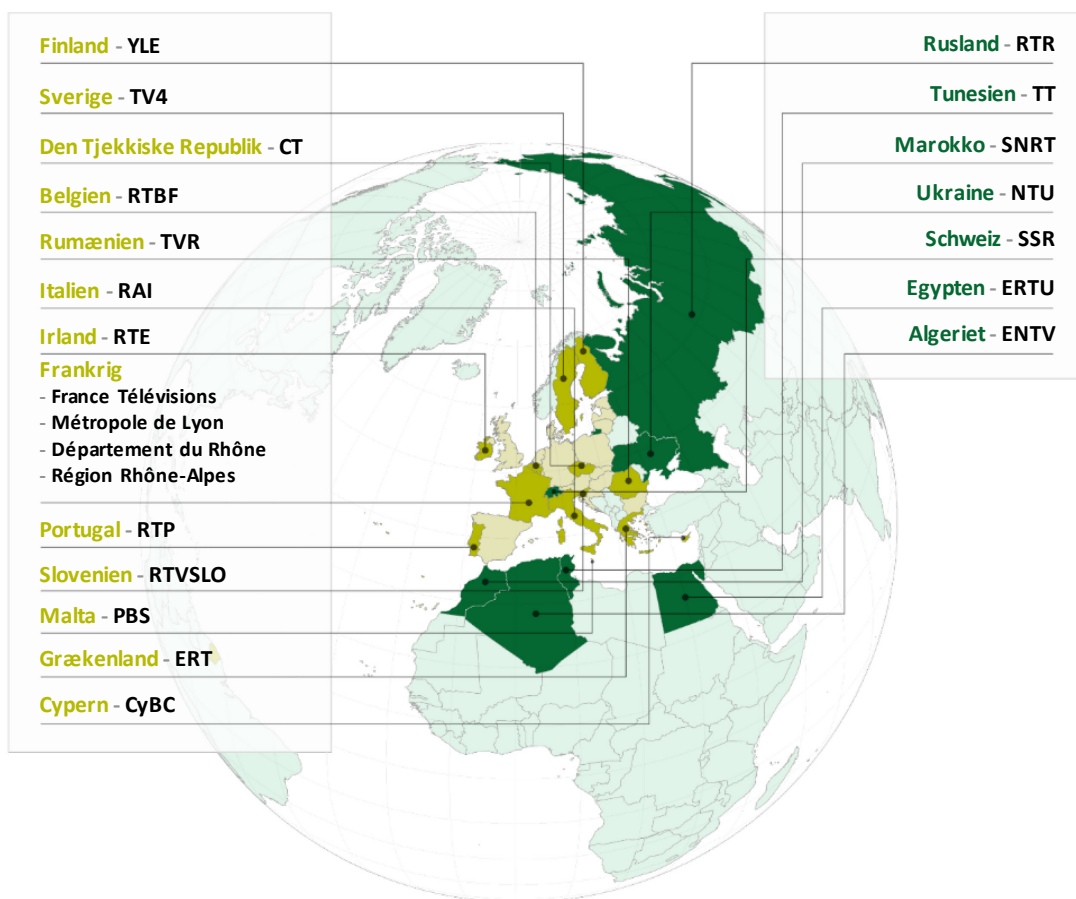 Finland - YLE
Sverige - TV4
Den Tjekkiske Republik - CT
Belgien - RTBF
Rumænien - TVR
Italien - RAI
Irland - RTE
Frankrig
- France Télévisions
- Métropole de Lyon
- Département du Rhône
- Région Rhône-Alpes
Portugal - RTP
Slovenien - RTVSLO
Malta - PBS
Grækenland - ERT
Cypern - CyBC
Rusland - RTR
Tunesien - TT
Marokko - SNRT
Ukraine - NTU
Schweiz - SSR
Egypten - ERTU
Algeriet - ENTV